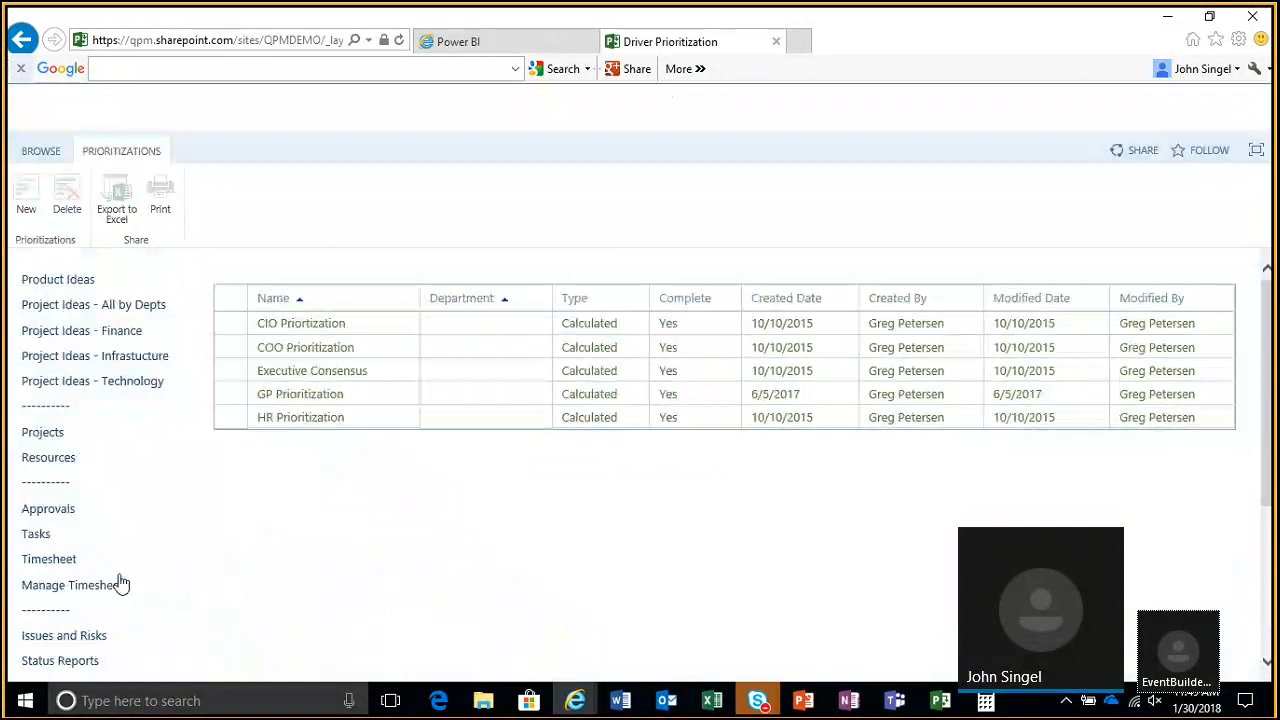 https://qpm.sharepoint.com/sites/QPMDEMO/_lay
Power BI
Driver Prioritization
Google
Search
Share
More
John Singel
BROWSE
PRIORITIZATIONS
SHARE
FOLLOW
New
Delete
Export to Excel
Print
Prioritizations
Share
Product Ideas
Project Ideas - All by Depts
Project Ideas - Finance
Project Ideas - Infrastucture
Project Ideas - Technology
----------
Projects
Resources
----------
Approvals
Tasks
Timesheet
Manage
----------
Issues and Risks
Status Reports
Name Department Type Complete Created Date Created By Modified Date Modified By
CIO Priortization Calculated Yes 10/10/2015 Greg Petersen 10/10/2015 Greg Petersen
COO Prioritization Calculated Yes 10/10/2015 Greg Petersen 10/10/2015 Greg Petersen
Executive Consensus Calculated Yes 10/10/2015 Greg Petersen 10/10/2015 Greg Petersen
GP Prioritization Calculated Yes 6/5/2017 Greg Petersen 6/5/2017 Greg Petersen
HR Prioritization Calculated Yes 10/10/2015 Greg Petersen 10/10/2015 Greg Petersen
John Singel
EventBuilde...
Type here to search
1/30/2018